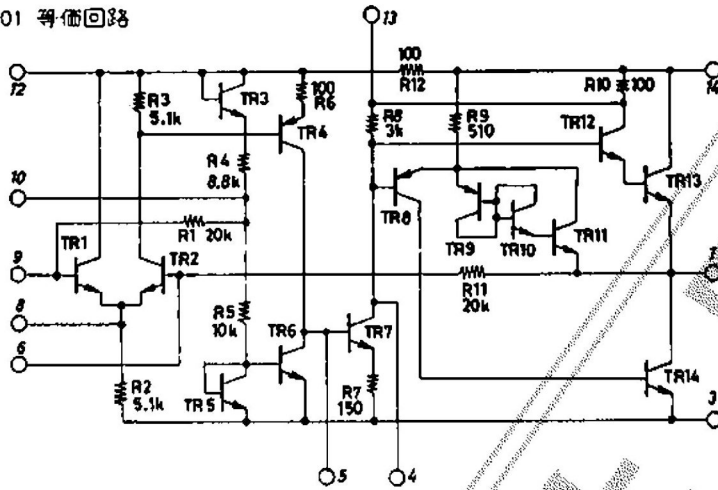 01 等価回路
13
12
R3
5.1k
TR3
100
R6
100
R12
R10 100
14
TR4
R8
3k
R9
510
TR12
R4
8.8k
10
TR8
TR13
R1 20k
TR9
TR10
TR11
9
TR1
TR2
R11
20k
8
R5
10k
TR6
TR7
6
R2
5.1k
TR5
R7
150
TR14
3
5
4